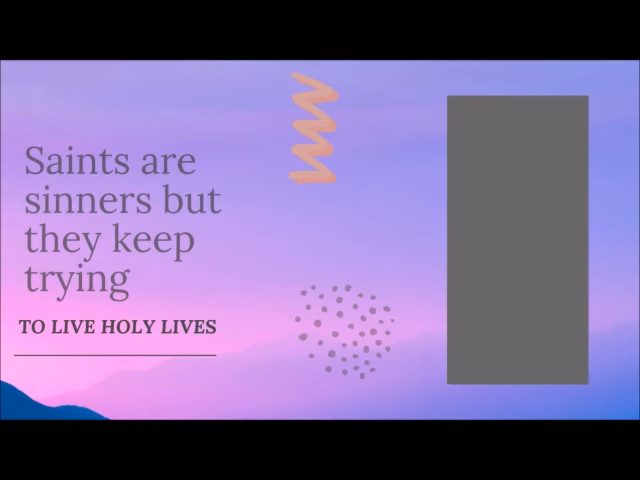 Saints are
sinners but
they keep
trying
TO LIVE HOLY LIVES